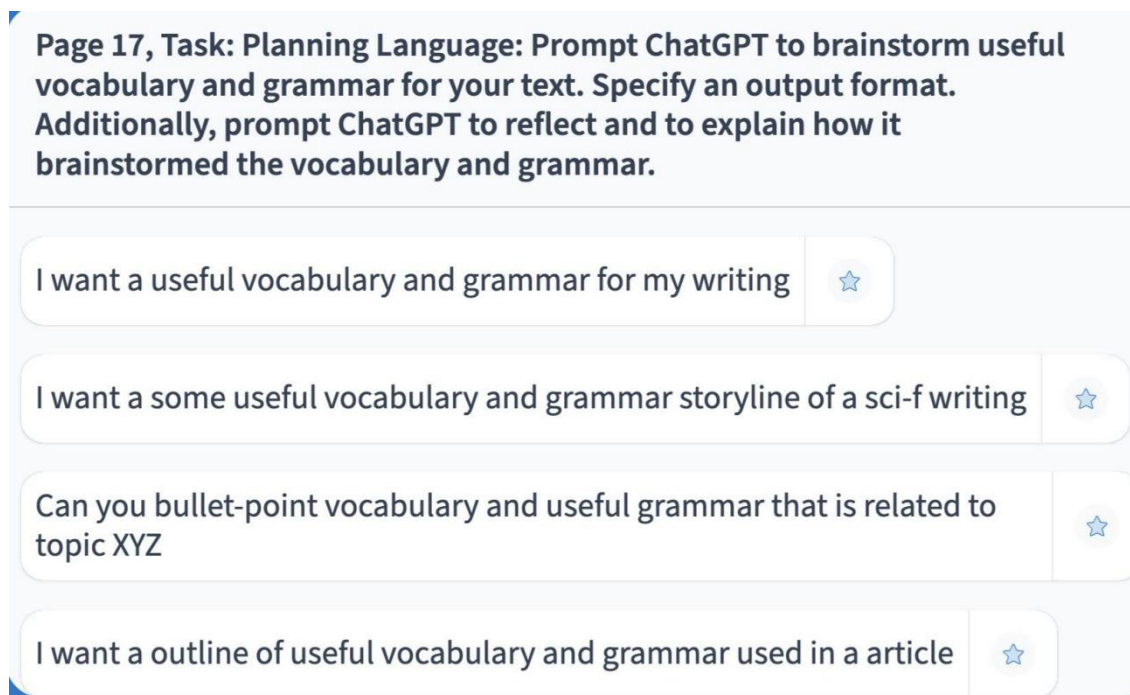 Page 17, Task: Planning Language: Prompt ChatGPT to brainstorm useful
vocabulary and grammar for your text. Specify an output format.
Additionally, prompt ChatGPT to reflect and to explain how it
brainstormed the vocabulary and grammar.
I want a useful vocabulary and grammar for my writing
I want a some useful vocabulary and grammar storyline of a sci-f writing
Can you bullet-point vocabulary and useful grammar that is related to
topic XYZ
I want a outline of useful vocabulary and grammar used in a article